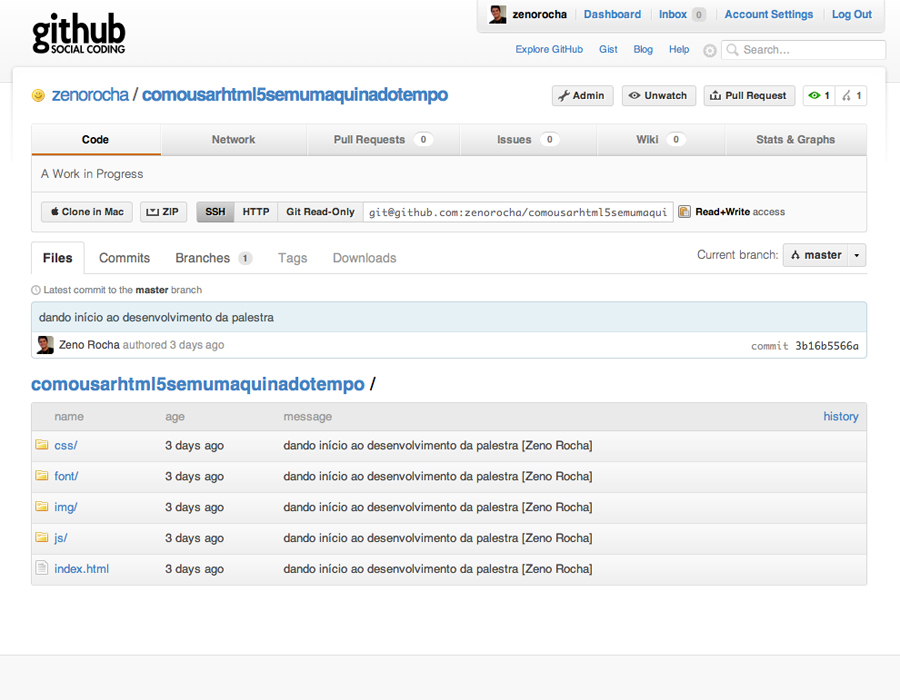 zenorocha Dashboard Inbox 0 Account Settings Log Out
github
SOCIAL CODING
Explore GitHub Gist Blog Help Search...
zenorocha / comousarhtml5semumaquinadotempo
Admin Unwatch Pull Request 1 1
Code Network Pull Requests 0 Issues 0 Wiki 0 Stats & Graphs
A Work in Progress
Clone in Mac ZIP SSH HTTP Git Read-Only git@github.com:zenorocha/comousarhtml5semumaqui Read+Write access
Files Commits Branches 1 Tags Downloads Current branch: master
Latest commit to the master branch
dando início ao desenvolvimento da palestra
Zeno Rocha authored 3 days ago commit 3b16b5566a
comousarhtml5semumaquinadotempo /
name age message history
css/ 3 days ago dando início ao desenvolvimento da palestra [Zeno Rocha]
font/ 3 days ago dando início ao desenvolvimento da palestra [Zeno Rocha]
img/ 3 days ago dando início ao desenvolvimento da palestra [Zeno Rocha]
js/ 3 days ago dando início ao desenvolvimento da palestra [Zeno Rocha]
index.html 3 days ago dando início ao desenvolvimento da palestra [Zeno Rocha]